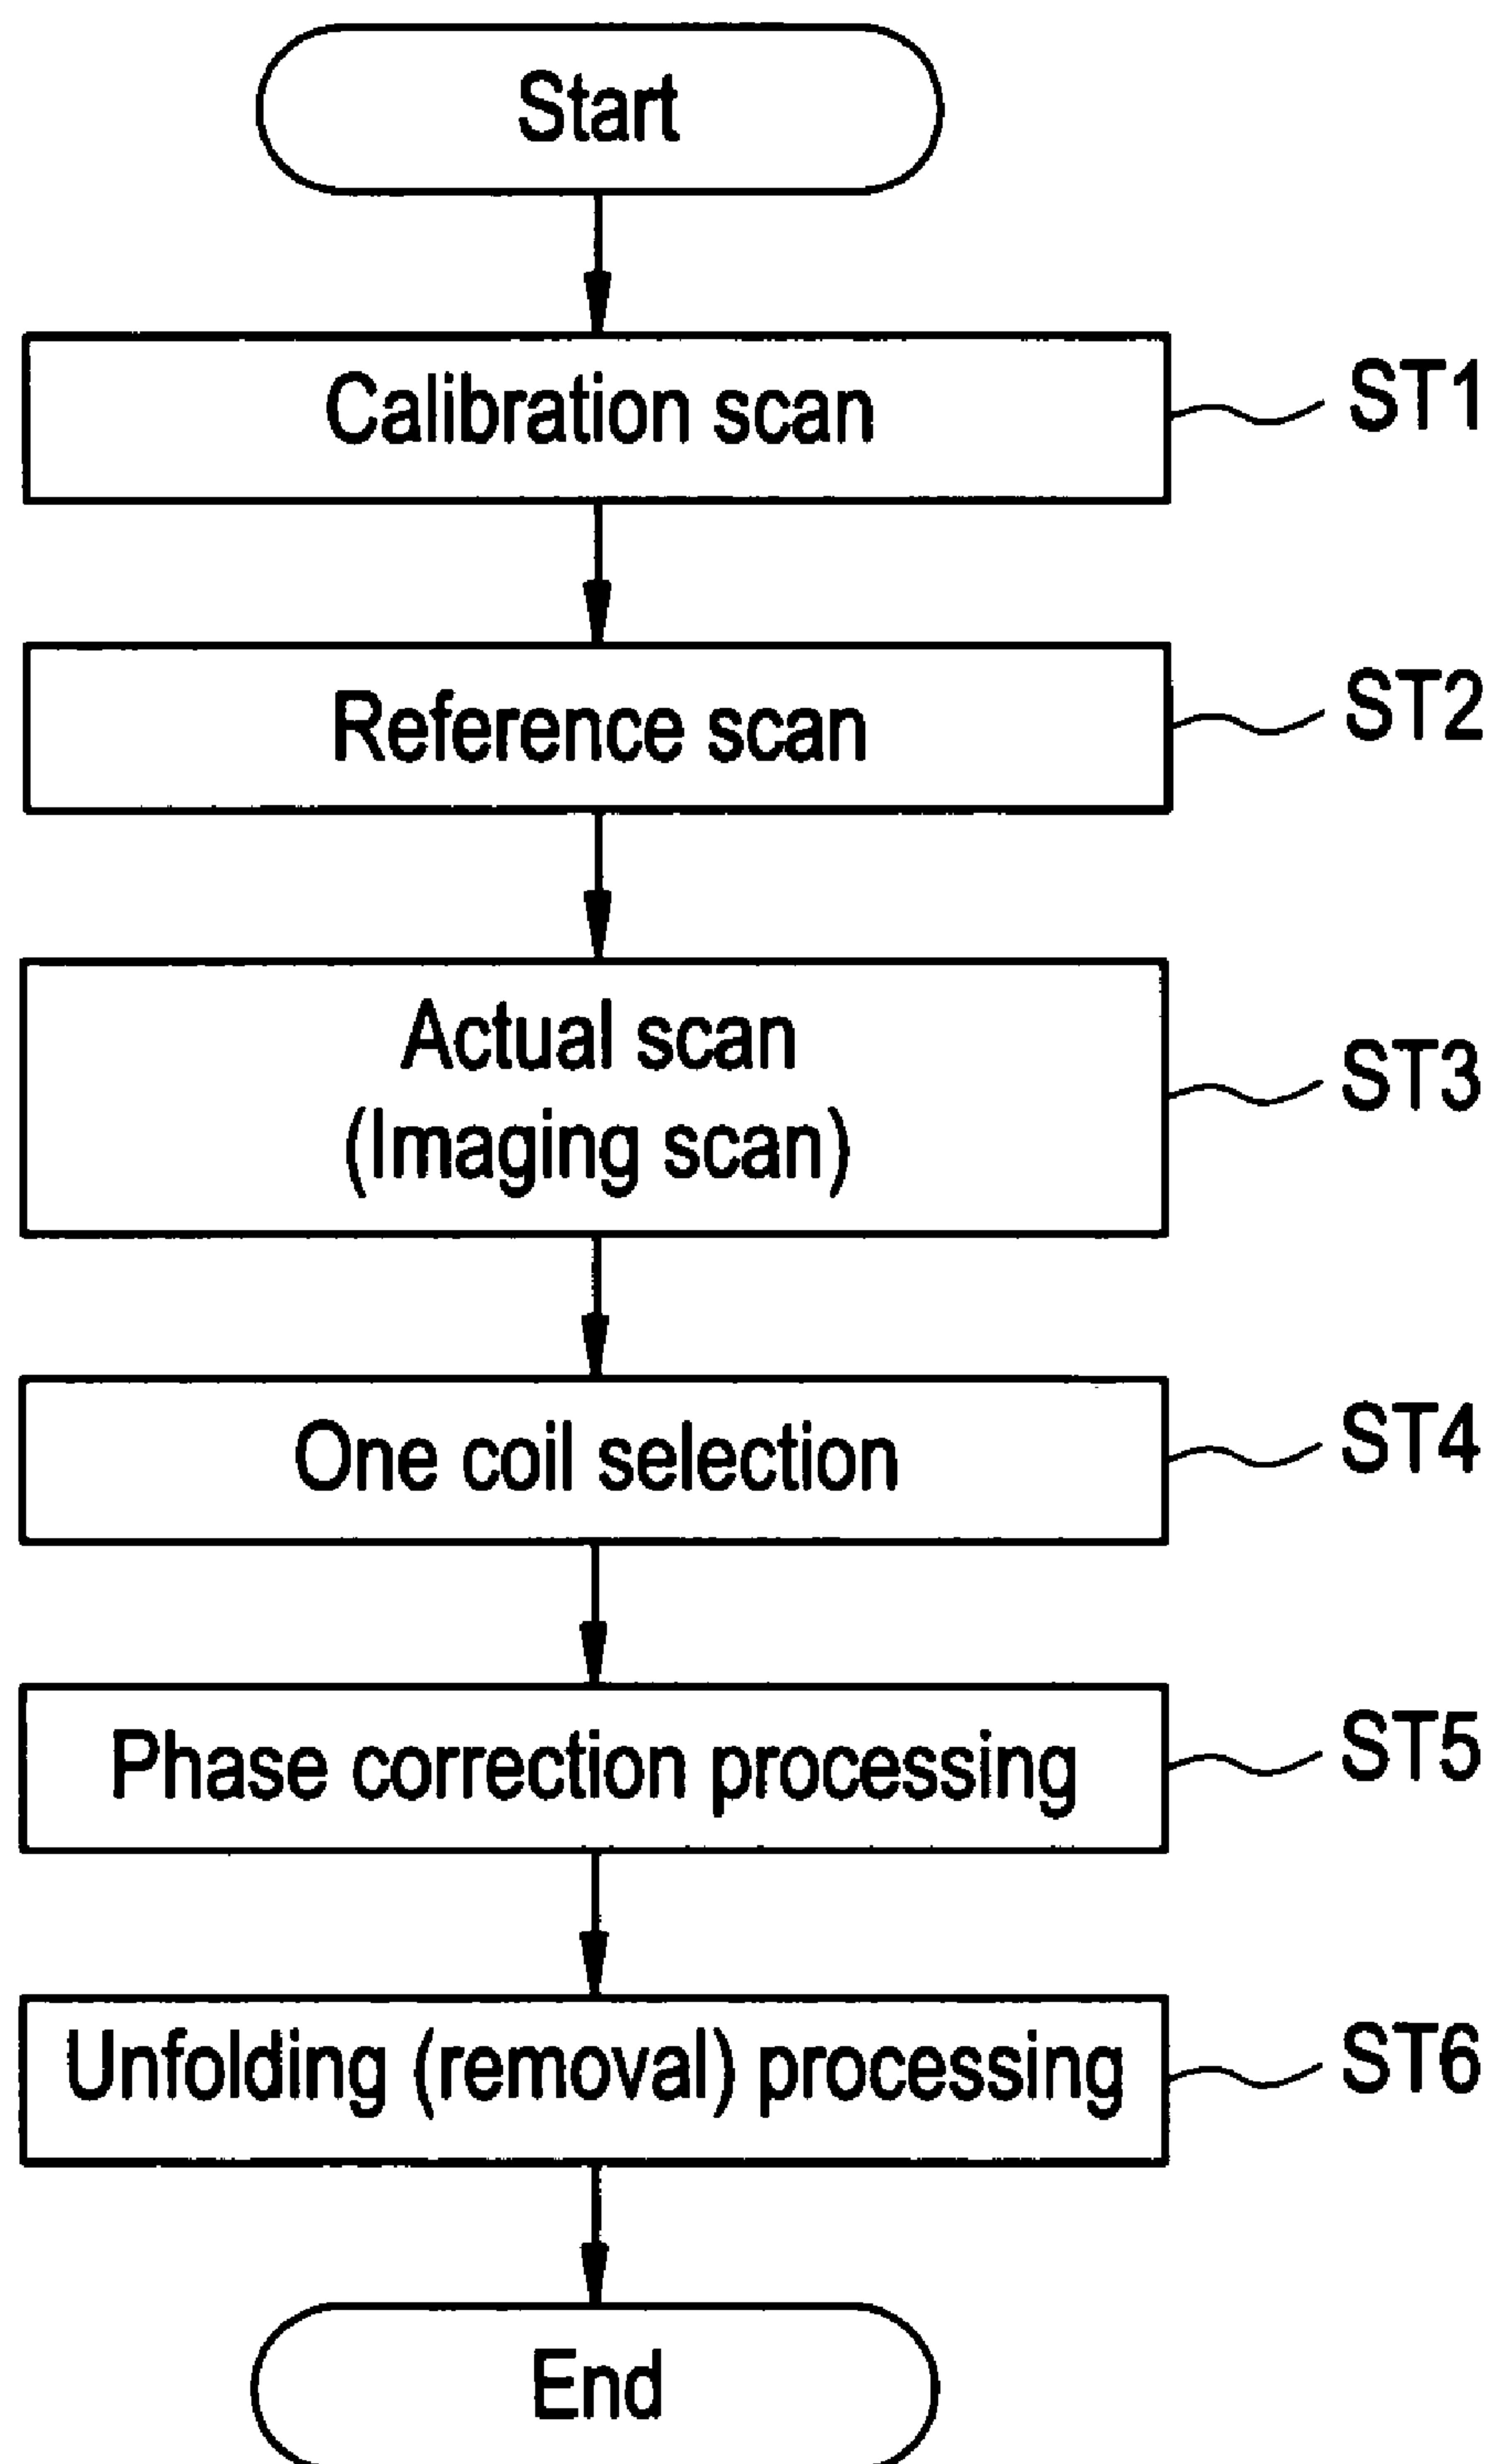 Start
Calibration scan
ST1
Reference scan
ST2
Actual scan
(Imaging scan)
ST3
One coil selection
ST4
Phase correction processing
ST5
Unfolding (removal) processing
ST6
End